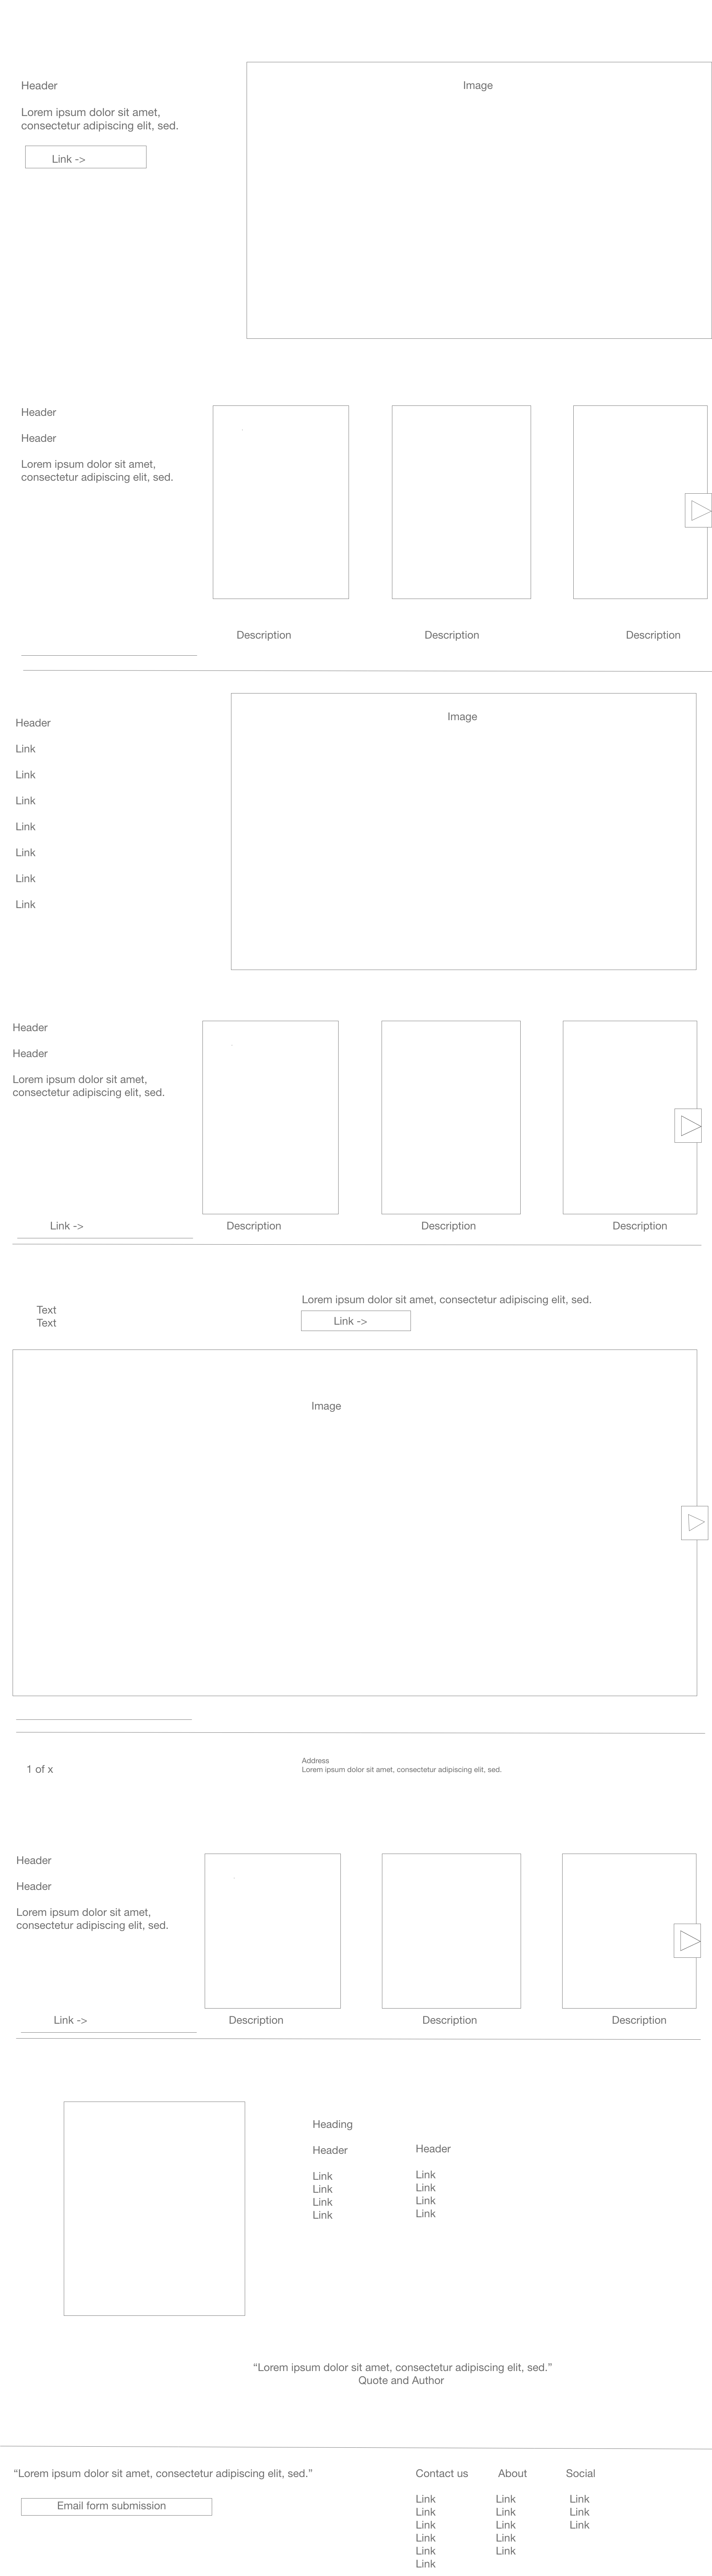 Header
Image
Lorem ipsum dolor sit amet,
consectetur adipiscing elit, sed.
Link ->
Header
Header
Lorem ipsum dolor sit amet,
consectetur adipiscing elit, sed.
Description
Description
Description
Image
Header
Link
Link
Link
Link
Link
Link
Link
Header
Header
Lorem ipsum dolor sit amet,
consectetur adipiscing elit, sed.
Link ->
Description
Description
Description
Text
Text
Lorem ipsum dolor sit amet, consectetur adipiscing elit, sed.
Link ->
Image
1 of x
Address
Lorem ipsum dolor sit amet, consectetur adipiscing elit, sed.
Header
Header
Lorem ipsum dolor sit amet,
consectetur adipiscing elit, sed.
Link ->
Description
Description
Description
Heading
Header
Link
Link
Link
Link
Header
Link
Link
Link
Link
“Lorem ipsum dolor sit amet, consectetur adipiscing elit, sed.”
Quote and Author
“Lorem ipsum dolor sit amet, consectetur adipiscing elit, sed.”
Email form submission
Contact us
Link
Link
Link
Link
Link
Link
About
Link
Link
Link
Link
Link
Social
Link
Link
Link